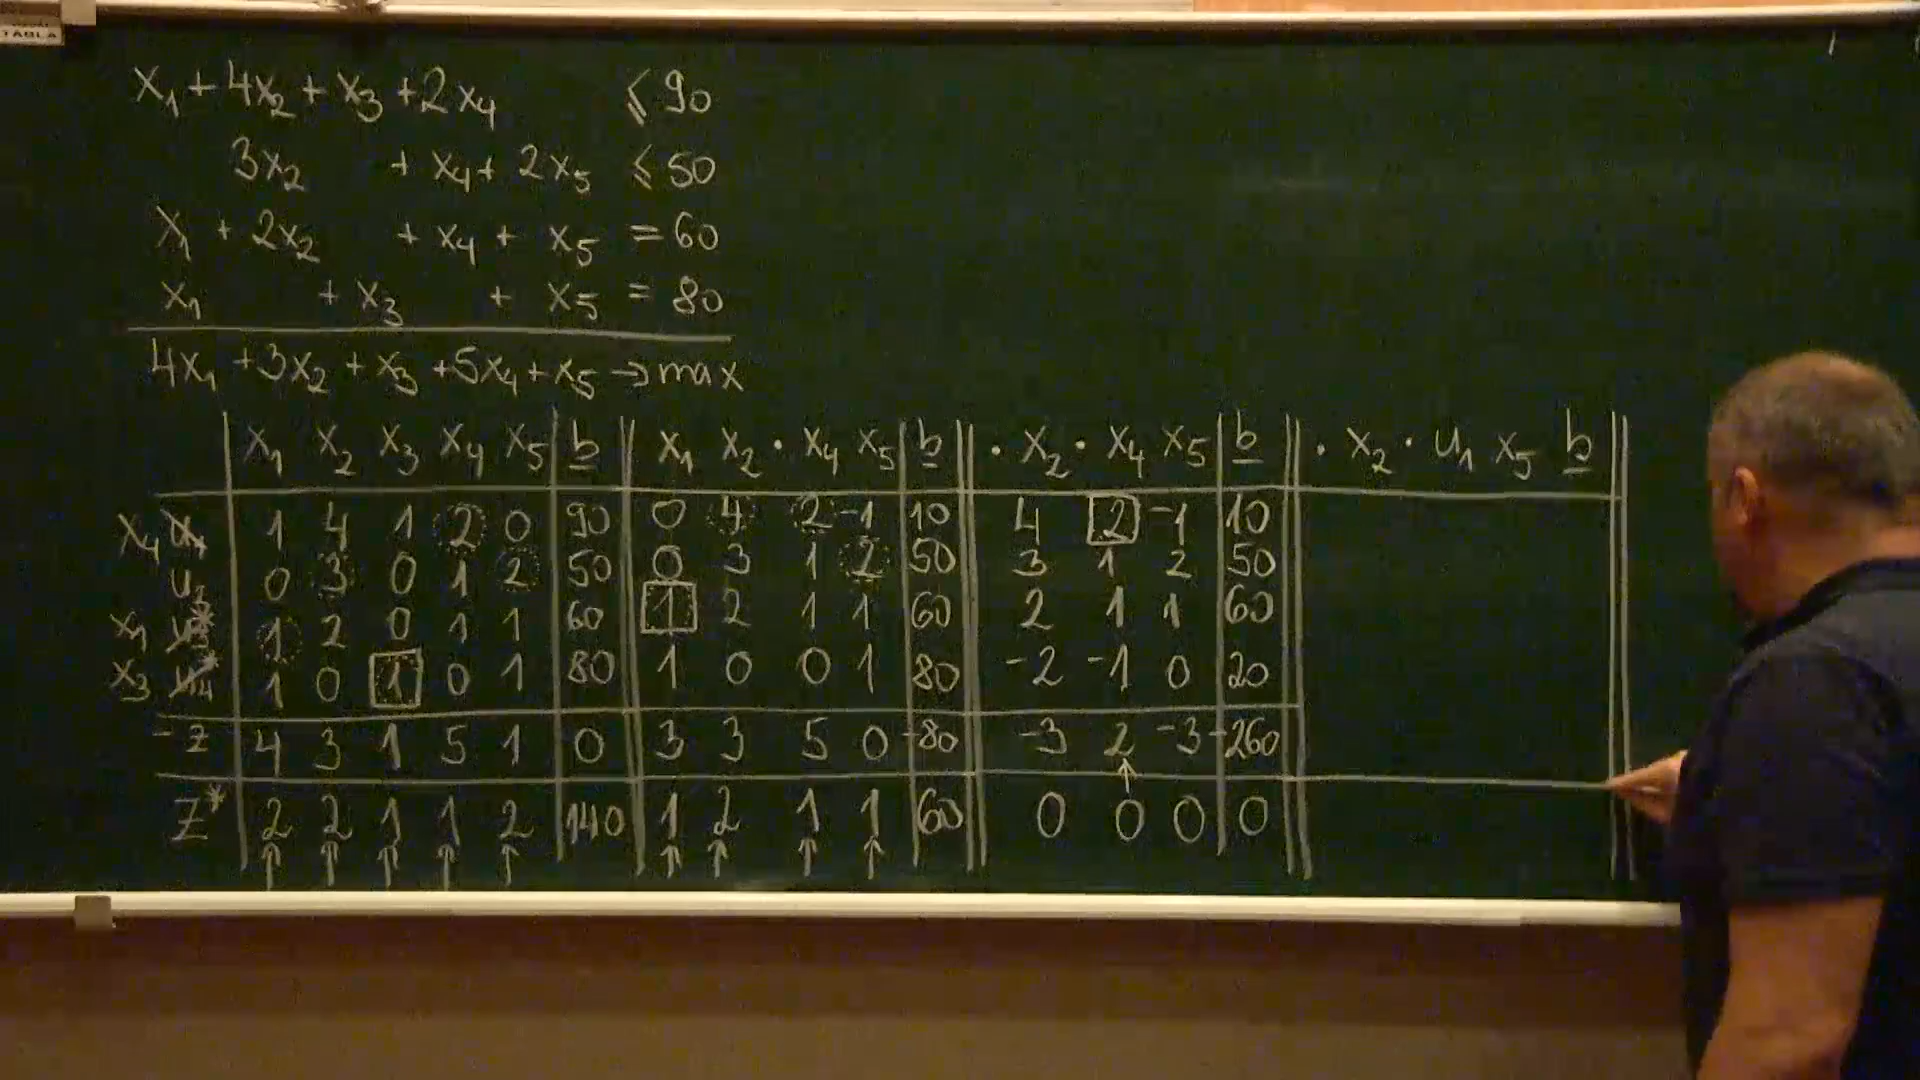 TÁBLA
x₁ + 4x₂ + x₃ + 2x₄ ≤ 90
3x₂ + x₄ + 2x₅ ≤ 50
x₁ + 2x₂ + x₄ + x₅ = 60
x₁ + x₃ + x₅ = 80
4x₁ + 3x₂ + x₃ + 5x₄ + x₅ → max
x₁ x₂ x₃ x₄ x₅ b x₁ x₂ · x₄ x₅ b · x₂ · x₄ x₅ b · x₂ · u₁ x₅ b
x₄ u₁ 1 4 1 2 0 90 0 4 2 -1 10 4 2 -1 10
u₂ 0 3 0 1 2 50 0 3 1 2 50 3 1 2 50
x₁ 1 2 0 1 1 60 1 2 1 1 60 2 1 1 60
x₃ 1 0 1 0 1 80 1 0 0 1 80 -2 -1 0 20
-z 4 3 1 5 1 0 3 3 5 0 -80 -3 2 -3 -260
z* 2 2 1 1 2 140 1 2 1 1 60 0 0 0 0